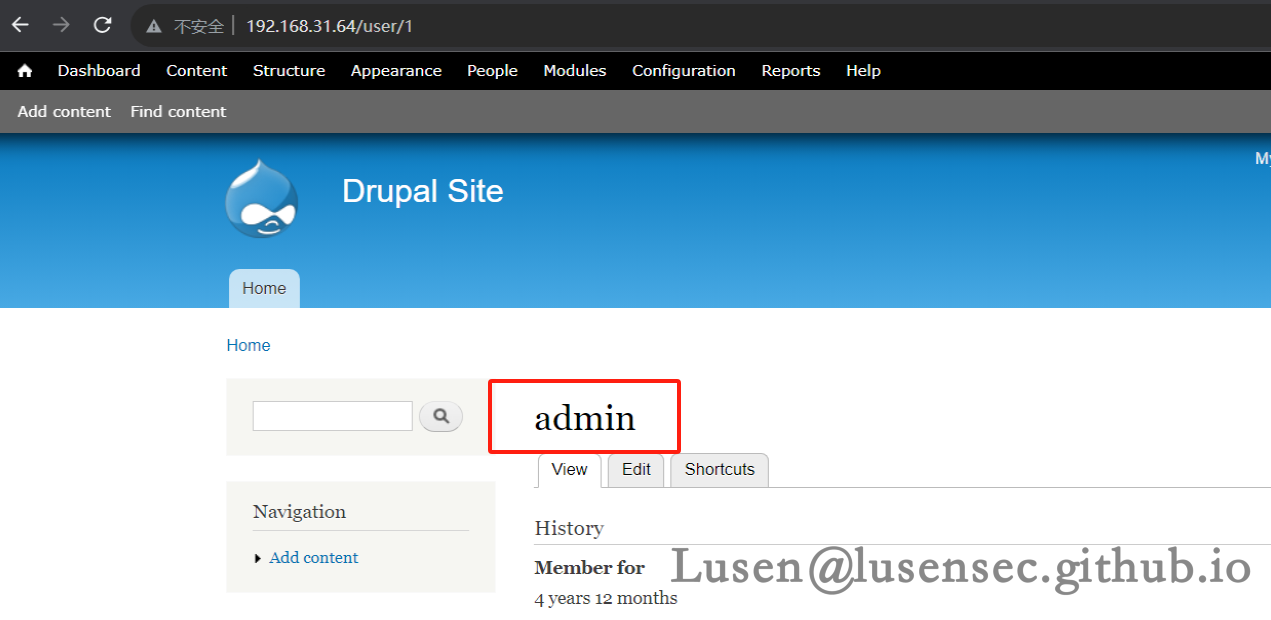 不安全 192.168.31.64/user/1
Dashboard Content Structure Appearance People Modules Configuration Reports Help
Add content Find content
Drupal Site
Home
Home
admin
View Edit Shortcuts
Navigation
Add content
History
Member for
4 years 12 months
Lusen@lusensec.github.io